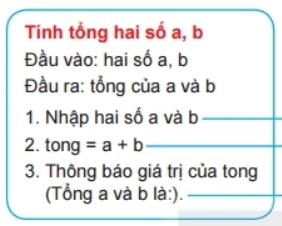 Tính tổng hai số a, b
Đầu vào: hai số a, b
Đầu ra: tổng của a và b
1. Nhập hai số a và b
2. tong = a + b
3. Thông báo giá trị của tong
(Tổng a và b là:).